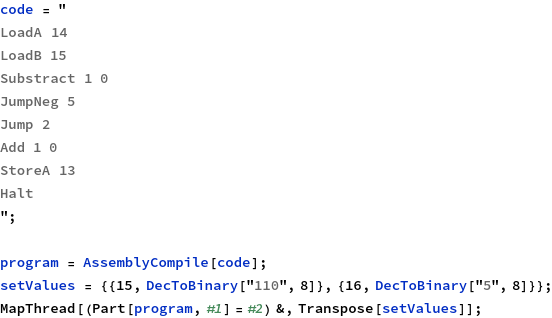 code = "
LoadA 14
LoadB 15
Substract 1 0
JumpNeg 5
Jump 2
Add 1 0
StoreA 13
Halt
";
program = AssemblyCompile[code];
setValues = {{15, DecToBinary["110", 8]}, {16, DecToBinary["5", 8]}};
MapThread[(Part[program, #1] = #2) &, Transpose[setValues]];